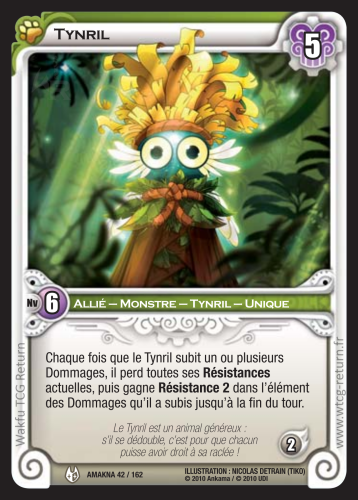 Tynril
5
Nv 6
Allié – Monstre – Tynril – Unique
Chaque fois que le Tynril subit un ou plusieurs
Dommages, il perd toutes ses Résistances
actuelles, puis gagne Résistance 2 dans l'élément
des Dommages qu'il a subis jusqu'à la fin du tour.
Le Tynril est un animal généreux :
s'il se dédouble, c'est pour que chacun
puisse avoir droit à sa raclée !
2
AMAKNA 42 / 162
ILLUSTRATION : NICOLAS DETRAIN (TIKO)
© 2010 Ankama / © 2010 UDI
Wakfu TCG Return
www.wtcg-return.fr